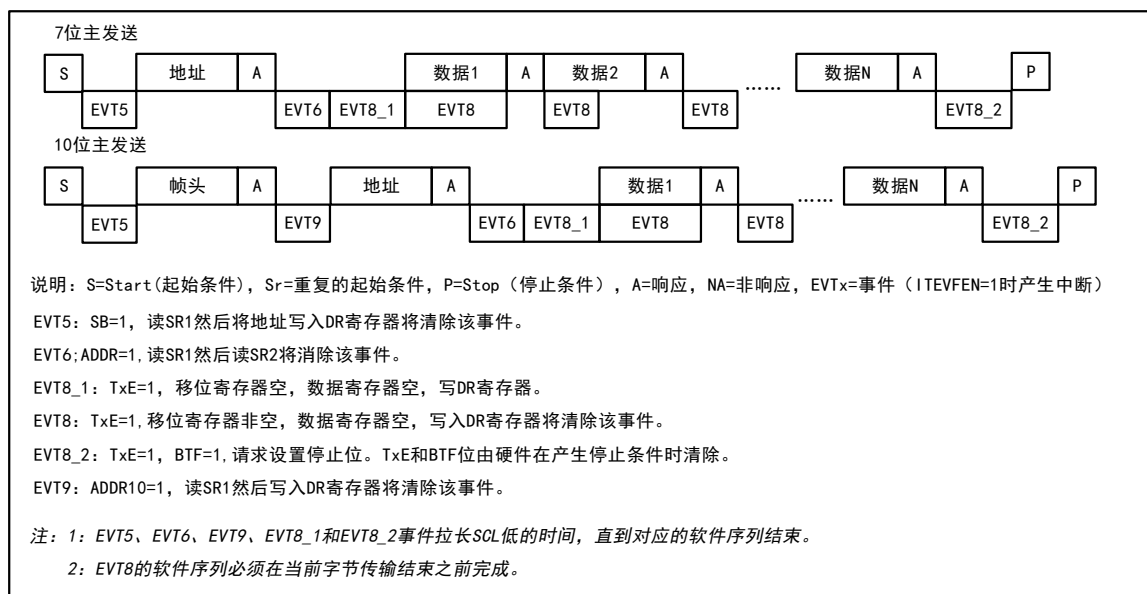 7位主发送
S 地址 A 数据1 A 数据2 A …… 数据N A P
EVT5 EVT6 EVT8_1 EVT8 EVT8 EVT8 EVT8_2
10位主发送
S 帧头 A 地址 A 数据1 A …… 数据N A P
EVT5 EVT9 EVT6 EVT8_1 EVT8 EVT8 EVT8_2
说明：S=Start(起始条件)，Sr=重复的起始条件，P=Stop（停止条件），A=响应，NA=非响应，EVTx=事件（ITEVFEN=1时产生中断）
EVT5：SB=1，读SR1然后将地址写入DR寄存器将清除该事件。
EVT6;ADDR=1,读SR1然后读SR2将消除该事件。
EVT8_1：TxE=1，移位寄存器空，数据寄存器空，写DR寄存器。
EVT8：TxE=1,移位寄存器非空，数据寄存器空，写入DR寄存器将清除该事件。
EVT8_2：TxE=1，BTF=1,请求设置停止位。TxE和BTF位由硬件在产生停止条件时清除。
EVT9：ADDR10=1，读SR1然后写入DR寄存器将清除该事件。
注：1：EVT5、EVT6、EVT9、EVT8_1和EVT8_2事件拉长SCL低的时间，直到对应的软件序列结束。
2：EVT8的软件序列必须在当前字节传输结束之前完成。